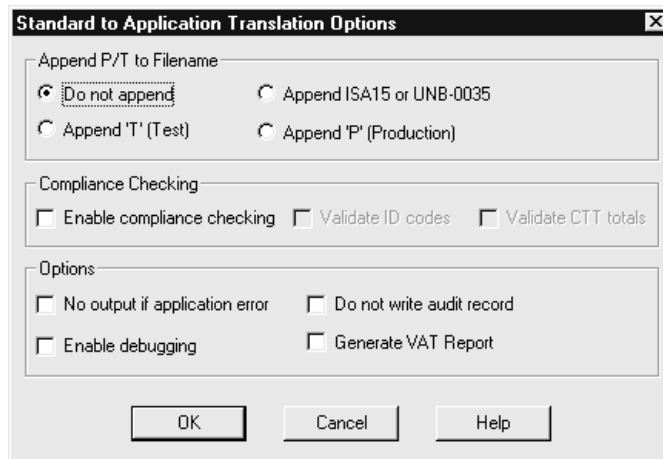 Standard to Application Translation Options
Append P/T to Filename
Do not append Append ISA15 or UNB-0035
Append 'T' (Test) Append 'P' (Production)
Compliance Checking
Enable compliance checking Validate ID codes Validate CTT totals
Options
No output if application error Do not write audit record
Enable debugging Generate VAT Report
OK Cancel Help